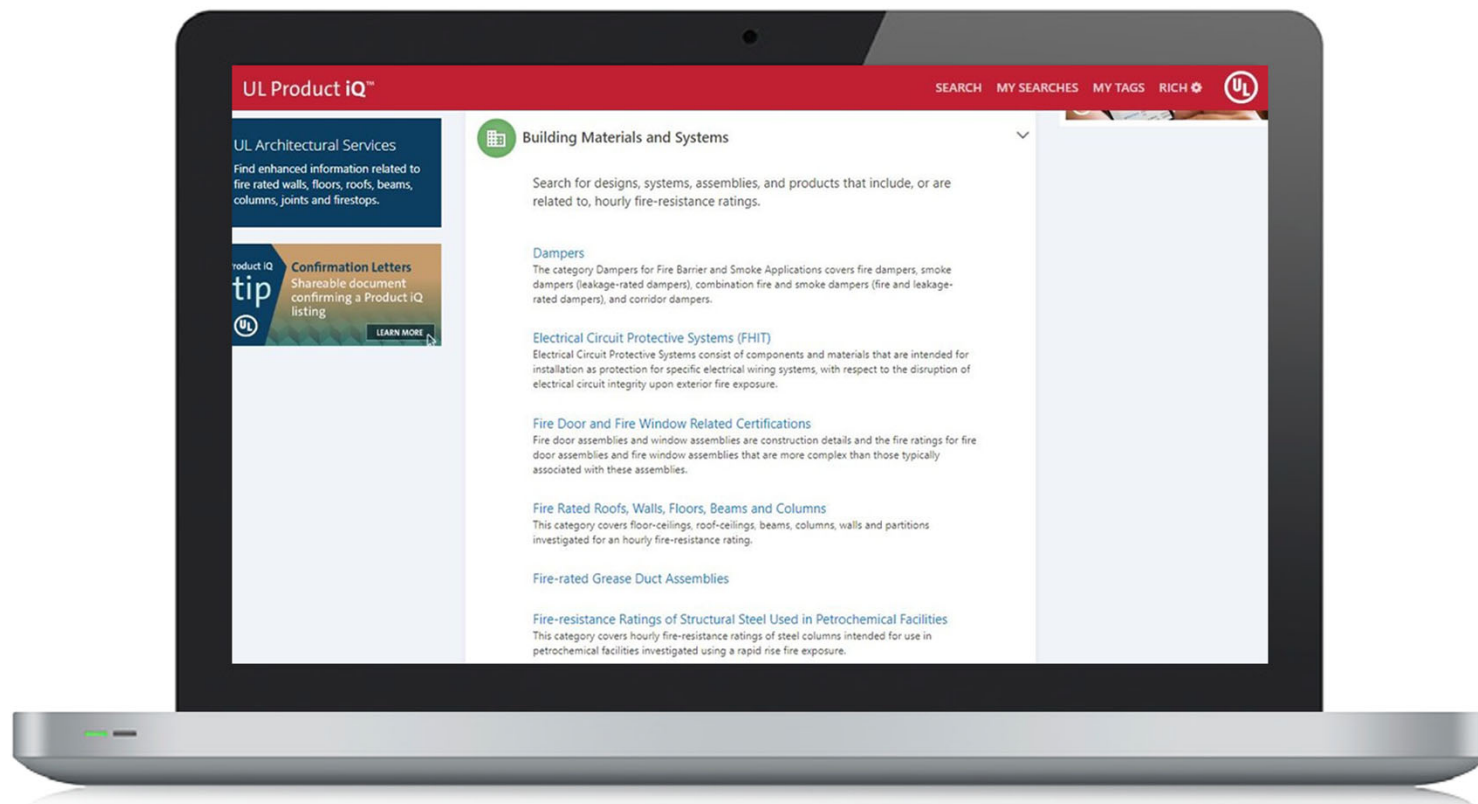 UL Product iQ™
SEARCH MY SEARCHES MY TAGS RICH
UL
UL Architectural Services
Find enhanced information related to
fire rated walls, floors, roofs, beams,
columns, joints and firestops.
roduct iQ
tip
UL
Confirmation Letters
Shareable document
confirming a Product iQ
listing
LEARN MORE
Building Materials and Systems
Search for designs, systems, assemblies, and products that include, or are
related to, hourly fire-resistance ratings.
Dampers
The category Dampers for Fire Barrier and Smoke Applications covers fire dampers, smoke
dampers (leakage-rated dampers), combination fire and smoke dampers (fire and leakage-
rated dampers), and corridor dampers.
Electrical Circuit Protective Systems (FHIT)
Electrical Circuit Protective Systems consist of components and materials that are intended for
installation as protection for specific electrical wiring systems, with respect to the disruption of
electrical circuit integrity upon exterior fire exposure.
Fire Door and Fire Window Related Certifications
Fire door assemblies and window assemblies are construction details and the fire ratings for fire
door assemblies and fire window assemblies that are more complex than those typically
associated with these assemblies.
Fire Rated Roofs, Walls, Floors, Beams and Columns
This category covers floor-ceilings, roof-ceilings, beams, columns, walls and partitions
investigated for an hourly fire-resistance rating.
Fire-rated Grease Duct Assemblies
Fire-resistance Ratings of Structural Steel Used in Petrochemical Facilities
This category covers hourly fire-resistance ratings of steel columns intended for use in
petrochemical facilities investigated using a rapid rise fire exposure.